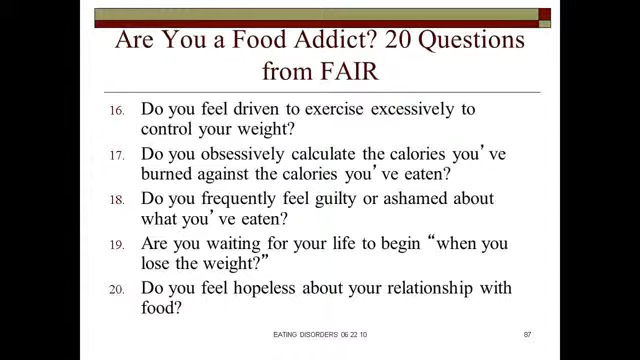 Are You a Food Addict? 20 Questions
from FAIR
16. Do you feel driven to exercise excessively to
control your weight?
17. Do you obsessively calculate the calories you’ve
burned against the calories you’ve eaten?
18. Do you frequently feel guilty or ashamed about
what you’ve eaten?
19. Are you waiting for your life to begin “when you
lose the weight?”
20. Do you feel hopeless about your relationship with
food?
EATING DISORDERS 06 22 10 87